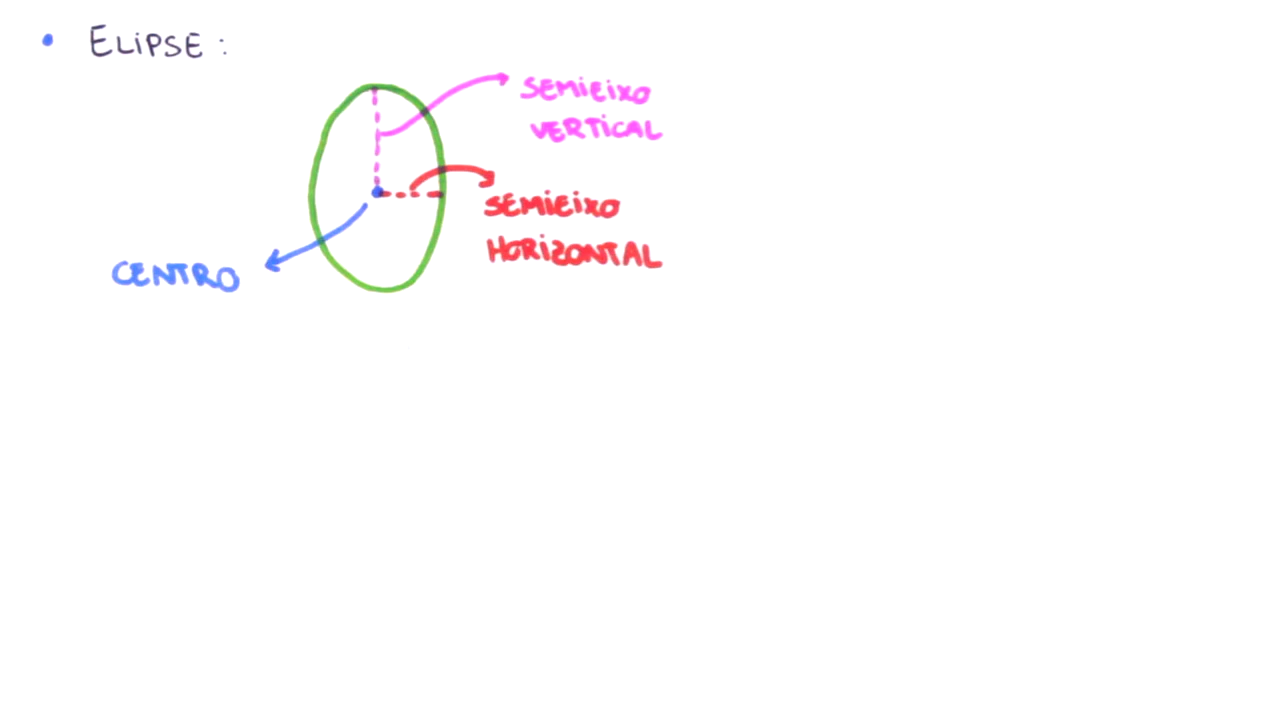 • ELiPSE:
SEMiEixo
VERTiCAL
SEMiEixo
HORiZONTAL
CENTRO